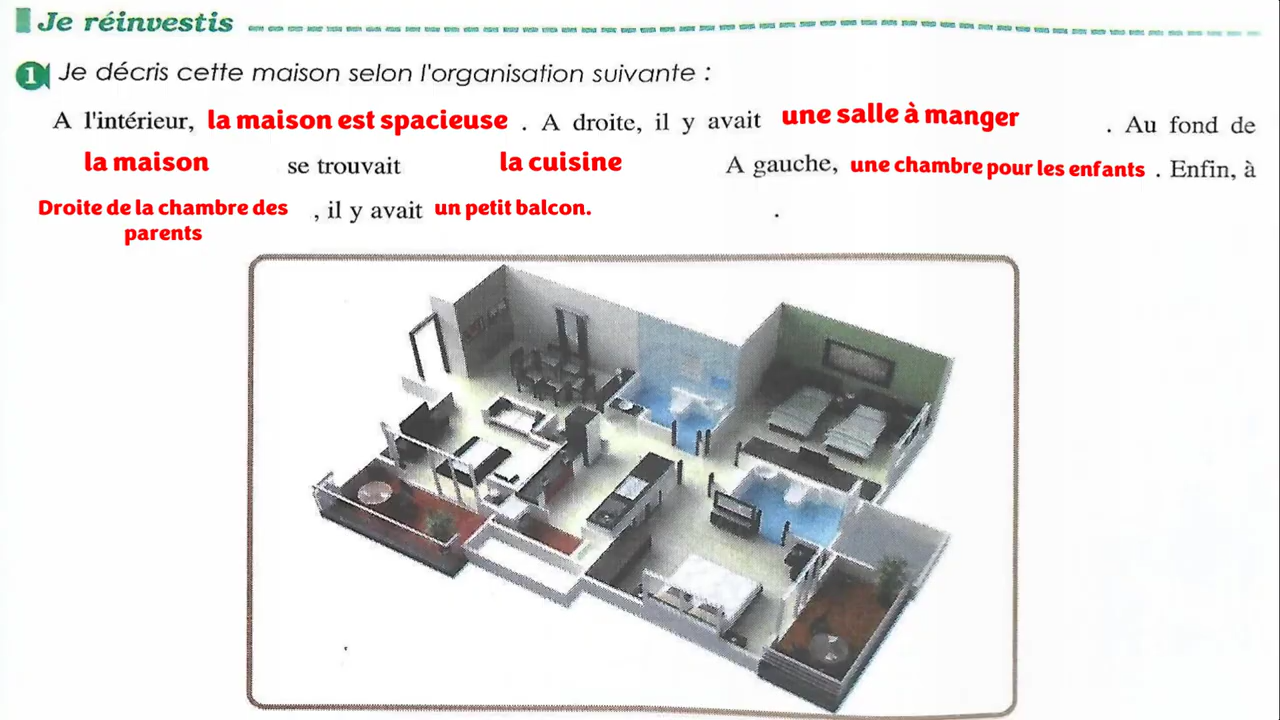 Je réinvestis
1 Je décris cette maison selon l'organisation suivante :
A l'intérieur, la maison est spacieuse . A droite, il y avait une salle à manger . Au fond de
la maison se trouvait la cuisine A gauche, une chambre pour les enfants . Enfin, à
Droite de la chambre des parents , il y avait un petit balcon. .